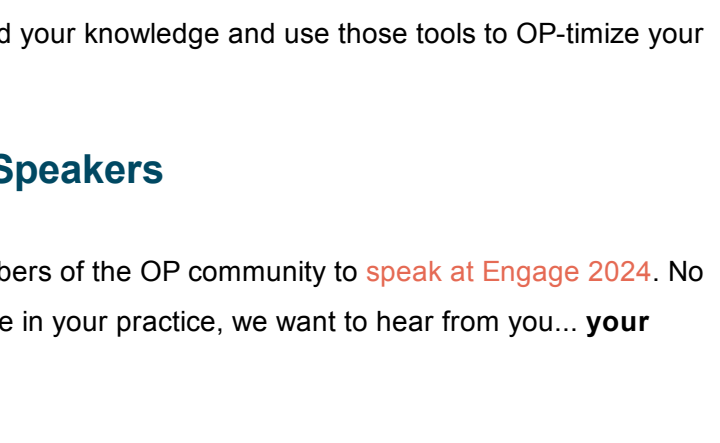 your knowledge and use those tools to OP-timize your
Speakers
of the OP community to speak at Engage 2024. No
in your practice, we want to hear from you... your